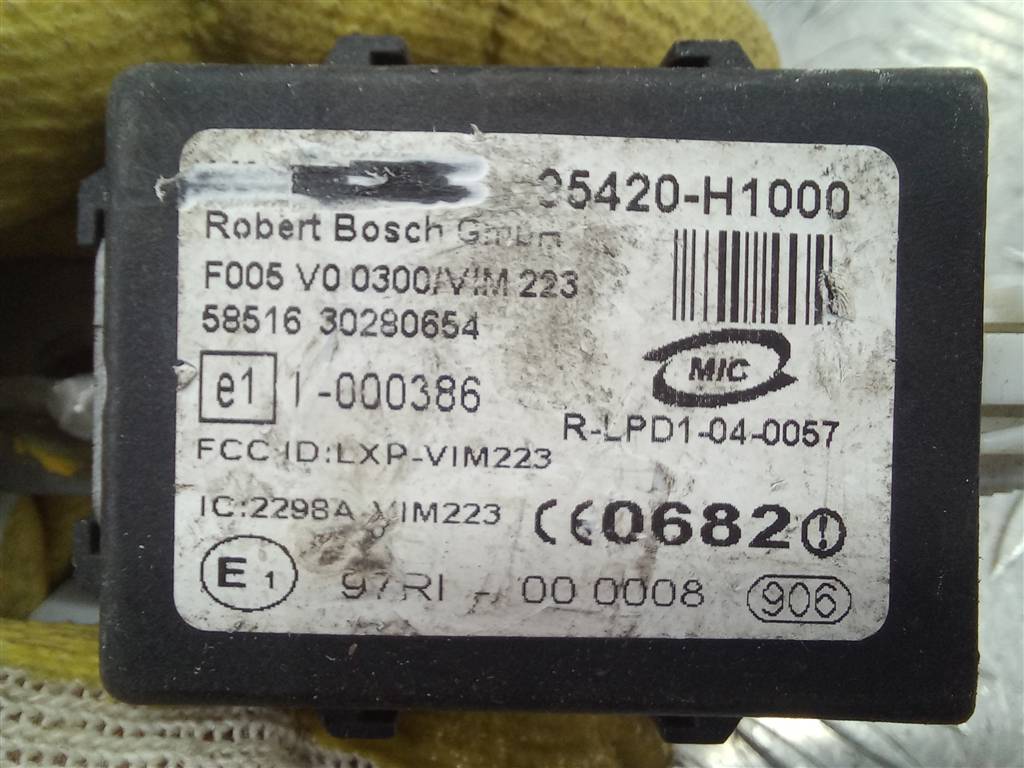 95420-H1000
Robert Bosch GmbH
F005 V0 0300/VIM 223
58516 30280654
MIC
e1 I-000386
R-LPD1-04-0057
FCC ID:LXP-VIM223
IC:2298A VIM223
CE0682!
E1 97RI - 00 0008 906